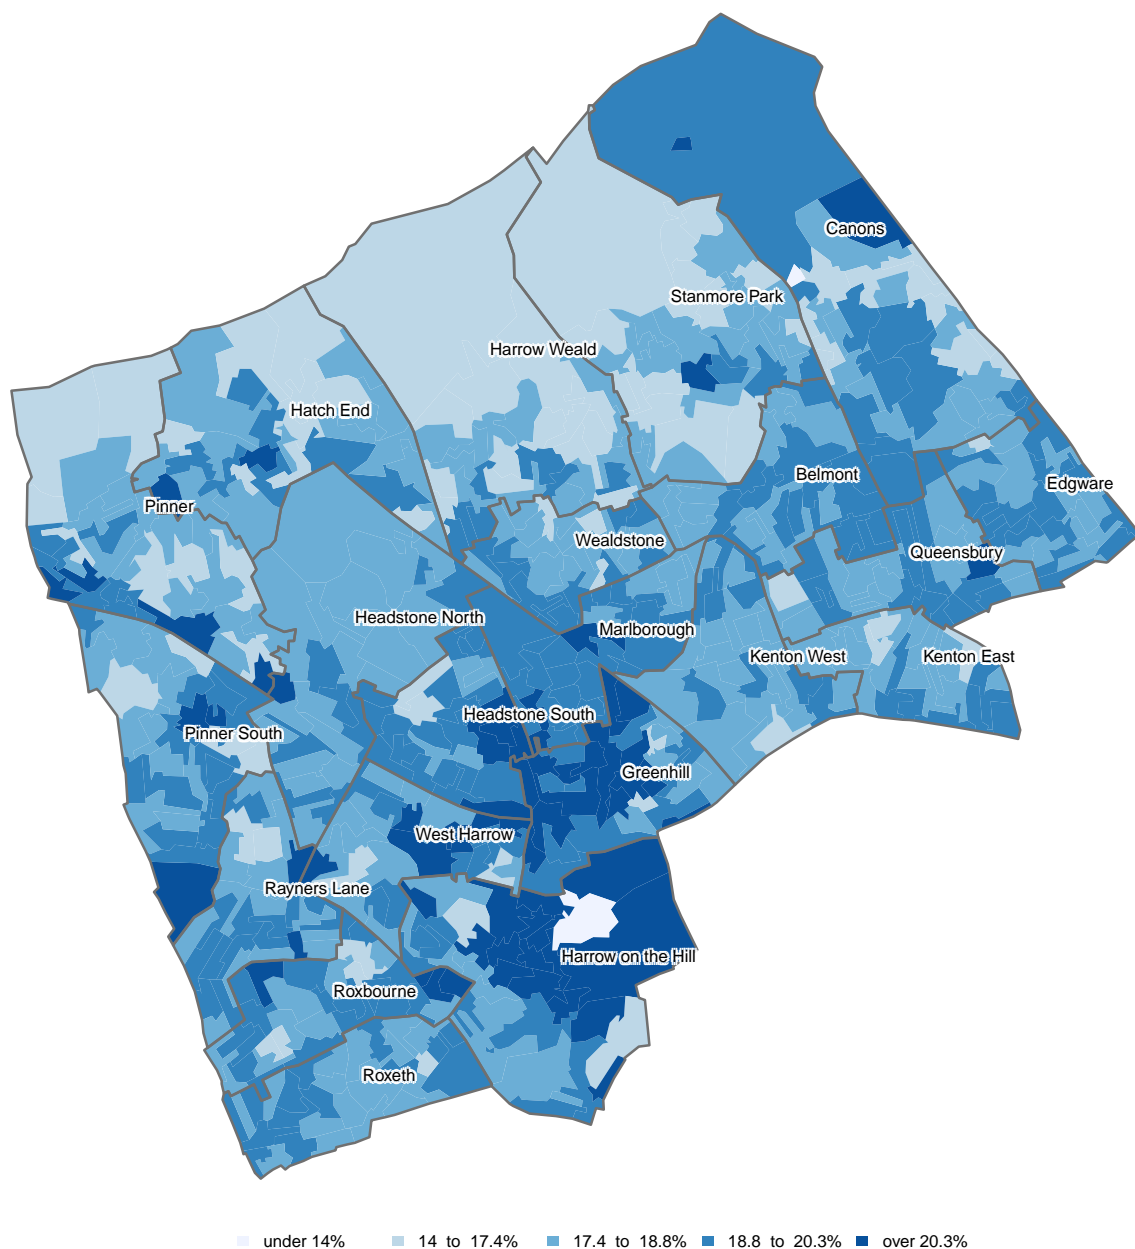 Canons
Stanmore Park
Harrow Weald
Hatch End
Belmont
Edgware
Pinner
Wealdstone
Queensbury
Headstone North
Marlborough
Kenton West
Kenton East
Headstone South
Pinner South
Greenhill
West Harrow
Rayners Lane
Harrow on the Hill
Roxbourne
Roxeth
under 14%
14 to 17.4%
17.4 to 18.8%
18.8 to 20.3%
over 20.3%